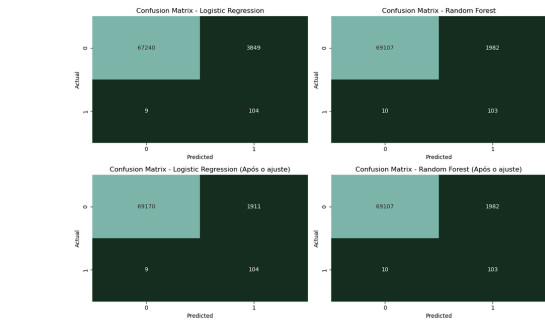 Confusion Matrix - Logistic Regression
0
67240
3849
Actual
1
9
104
0
1
Predicted
Confusion Matrix - Random Forest
0
69107
1982
Actual
1
10
103
0
1
Predicted
Confusion Matrix - Logistic Regression (Após o ajuste)
0
69170
1911
Actual
1
9
104
0
1
Predicted
Confusion Matrix - Random Forest (Após o ajuste)
0
69107
1982
Actual
1
10
103
0
1
Predicted